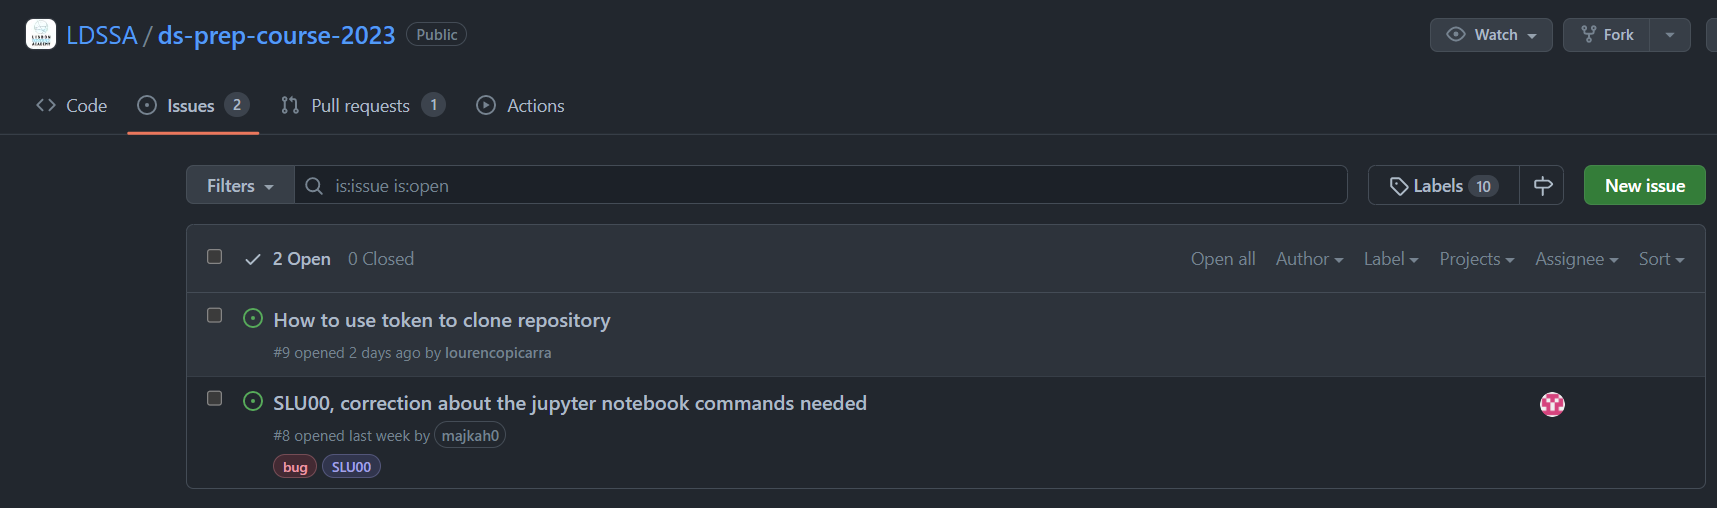 LDSSA / ds-prep-course-2023 Public Watch Fork
Code Issues 2 Pull requests 1 Actions
Filters is:issue is:open Labels 10 New issue
2 Open 0 Closed Open all Author Label Projects Assignee Sort
How to use token to clone repository
#9 opened 2 days ago by lourencopicarra
SLU00, correction about the jupyter notebook commands needed
#8 opened last week by majkah0
bug SLU00